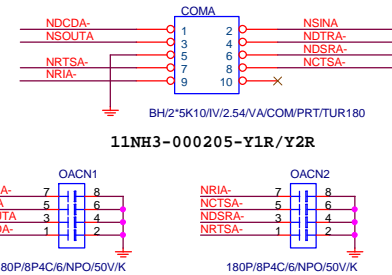 COMA
NDCDA- 1 2 NSINA
NSOUTA 3 4 NDTRA-
5 6 NDSRA-
NRTSA- 7 8 NCTSA-
NRIA- 9 10
BH/2*5K10/IV/2.54/VA/COM/PRT/TUR180
11NH3-000205-Y1R/Y2R
OACN1
A- 7 8
A 5 6
UTA 3 4
DA- 1 2
180P/8P4C/6/NPO/50V/K
OACN2
NRIA- 7 8
NCTSA- 5 6
NDSRA- 3 4
NRTSA- 1 2
180P/8P4C/6/NPO/50V/K